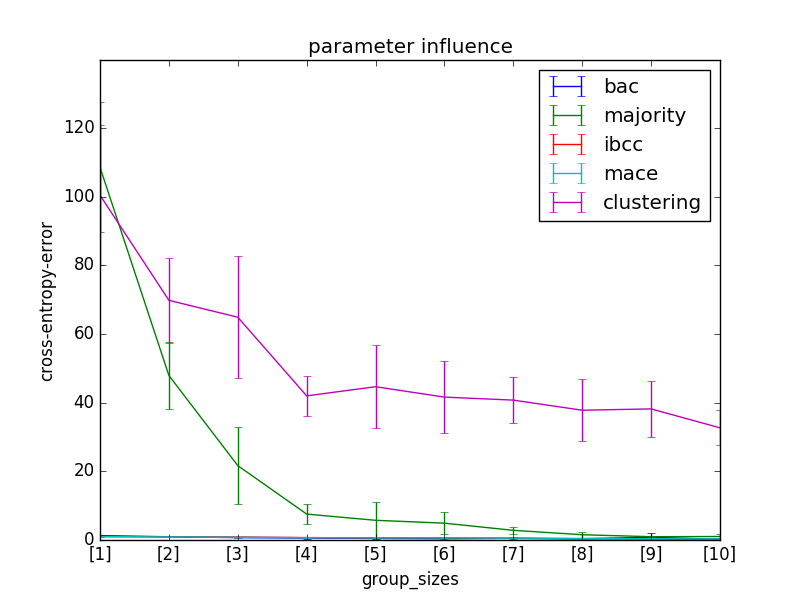 parameter influence
bac
majority
ibcc
mace
clustering
cross-entropy-error
120
100
80
60
40
20
0
[1] [2] [3] [4] [5] [6] [7] [8] [9] [10]
group_sizes